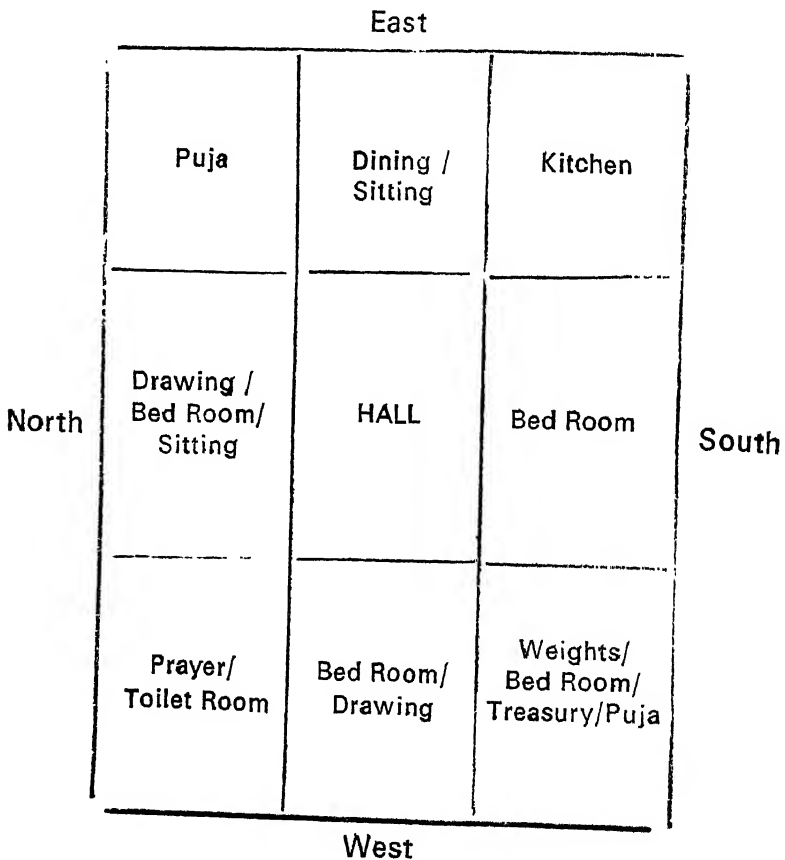 East
Puja
Dining /
Sitting
Kitchen
North
Drawing /
Bed Room/
Sitting
HALL
Bed Room
South
Prayer/
Toilet Room
Bed Room/
Drawing
Weights/
Bed Room/
Treasury/Puja
West